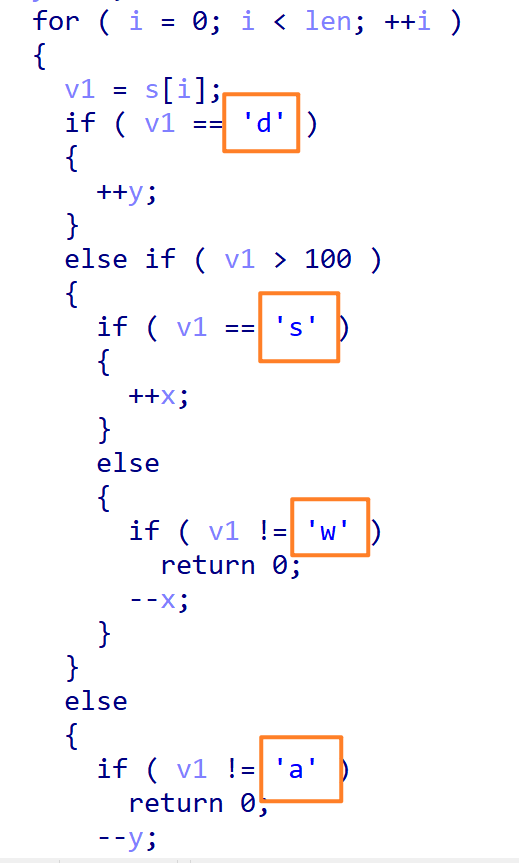 for ( i = 0; i < len; ++i )
{
v1 = s[i];
if ( v1 == 'd' )
{
++y;
}
else if ( v1 > 100 )
{
if ( v1 == 's' )
{
++x;
}
else
{
if ( v1 != 'w' )
return 0;
--x;
}
}
else
{
if ( v1 != 'a' )
return 0;
--y;